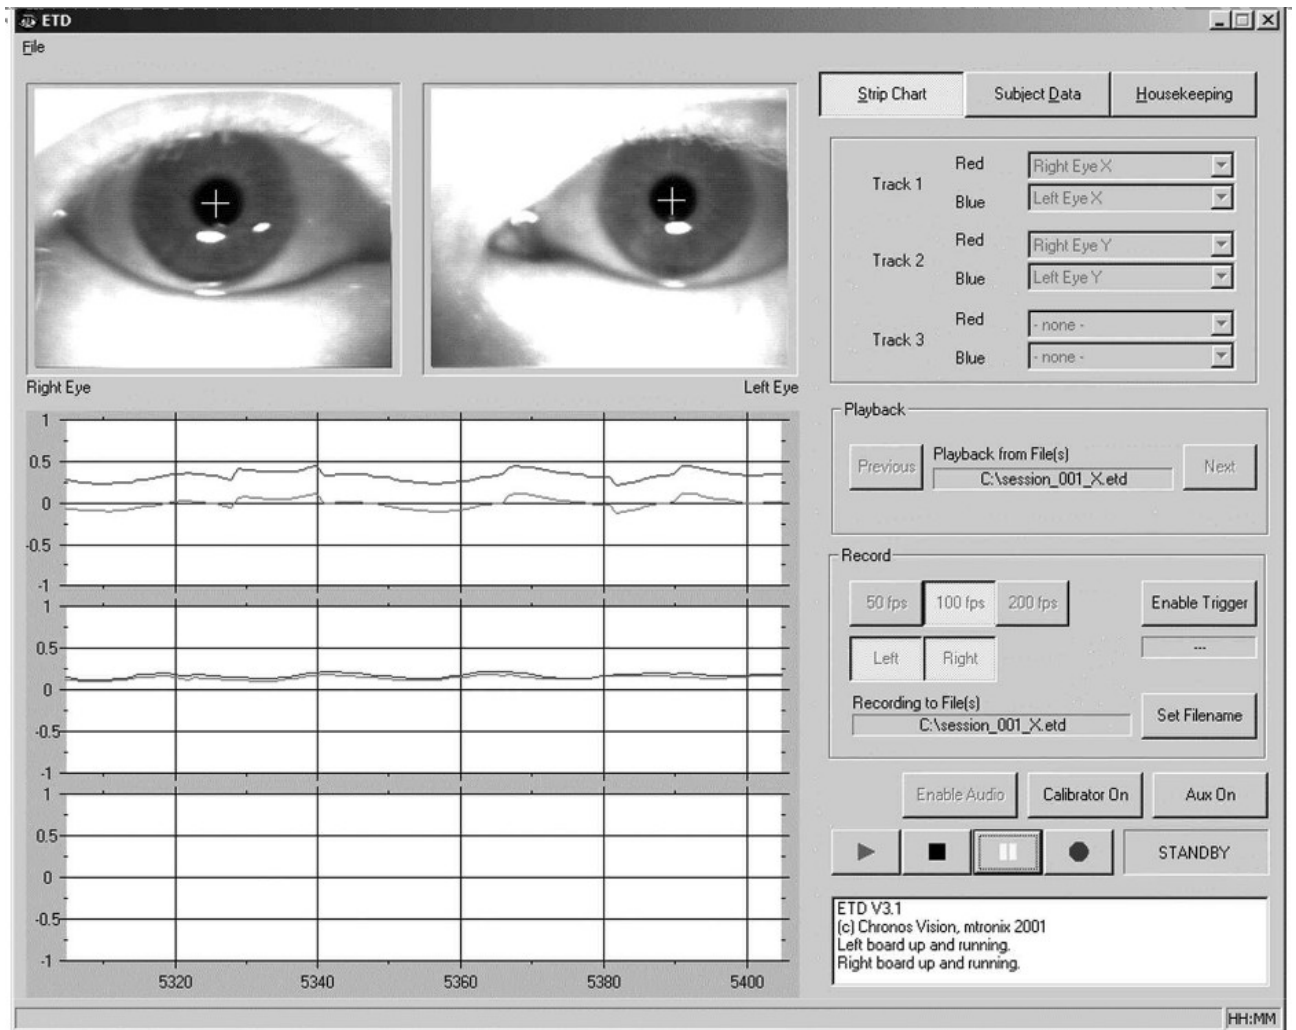 ETD
File
Strip Chart
Subject Data
Housekeeping
Track 1
Red
Right Eye X
Blue
Left Eye X
Track 2
Red
Right Eye Y
Blue
Left Eye Y
Track 3
Red
- none -
Blue
- none -
Right Eye
Left Eye
1
0.5
0
-0.5
-1
1
0.5
0
-0.5
-1
0.5
0
-0.5
-1
5320 5340 5360 5380 5400
Playback
Previous
Playback from File(s)
C:\session_001_X.etd
Next
Record
50 fps
100 fps
200 fps
Enable Trigger
Left
Right
---
Recording to File(s)
C:\session_001_X.etd
Set Filename
Enable Audio
Calibrator On
Aux On
STANDBY
ETD V3.1
(c) Chronos Vision, mtronix 2001
Left board up and running.
Right board up and running.
HH:MM